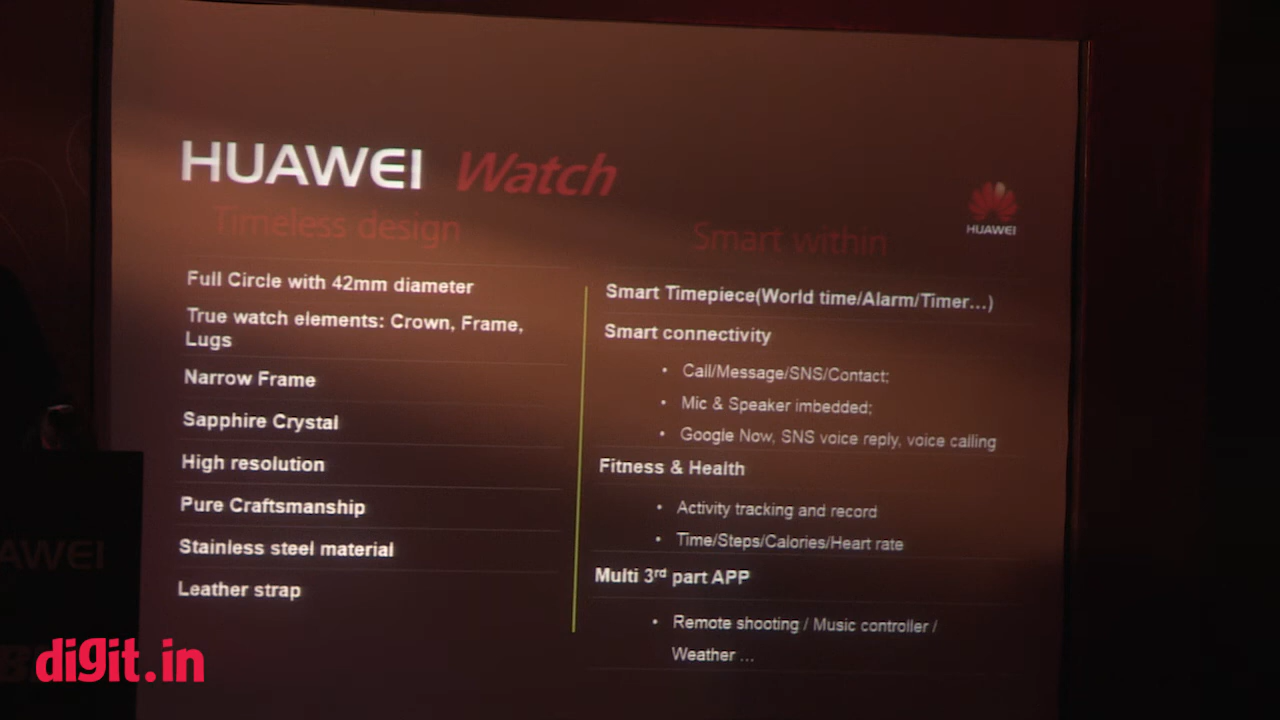 HUAWEI Watch
HUAWEI
Timeless design
Full Circle with 42mm diameter
True watch elements: Crown, Frame,
Lugs
Narrow Frame
Sapphire Crystal
High resolution
Pure Craftsmanship
Stainless steel material
Leather strap
Smart within
Smart Timepiece(World time/Alarm/Timer...)
Smart connectivity
• Call/Message/SNS/Contact;
• Mic & Speaker imbedded;
• Google Now, SNS voice reply, voice calling
Fitness & Health
• Activity tracking and record
• Time/Steps/Calories/Heart rate
Multi 3rd part APP
• Remote shooting / Music controller /
Weather ...
AWEI
digit.in